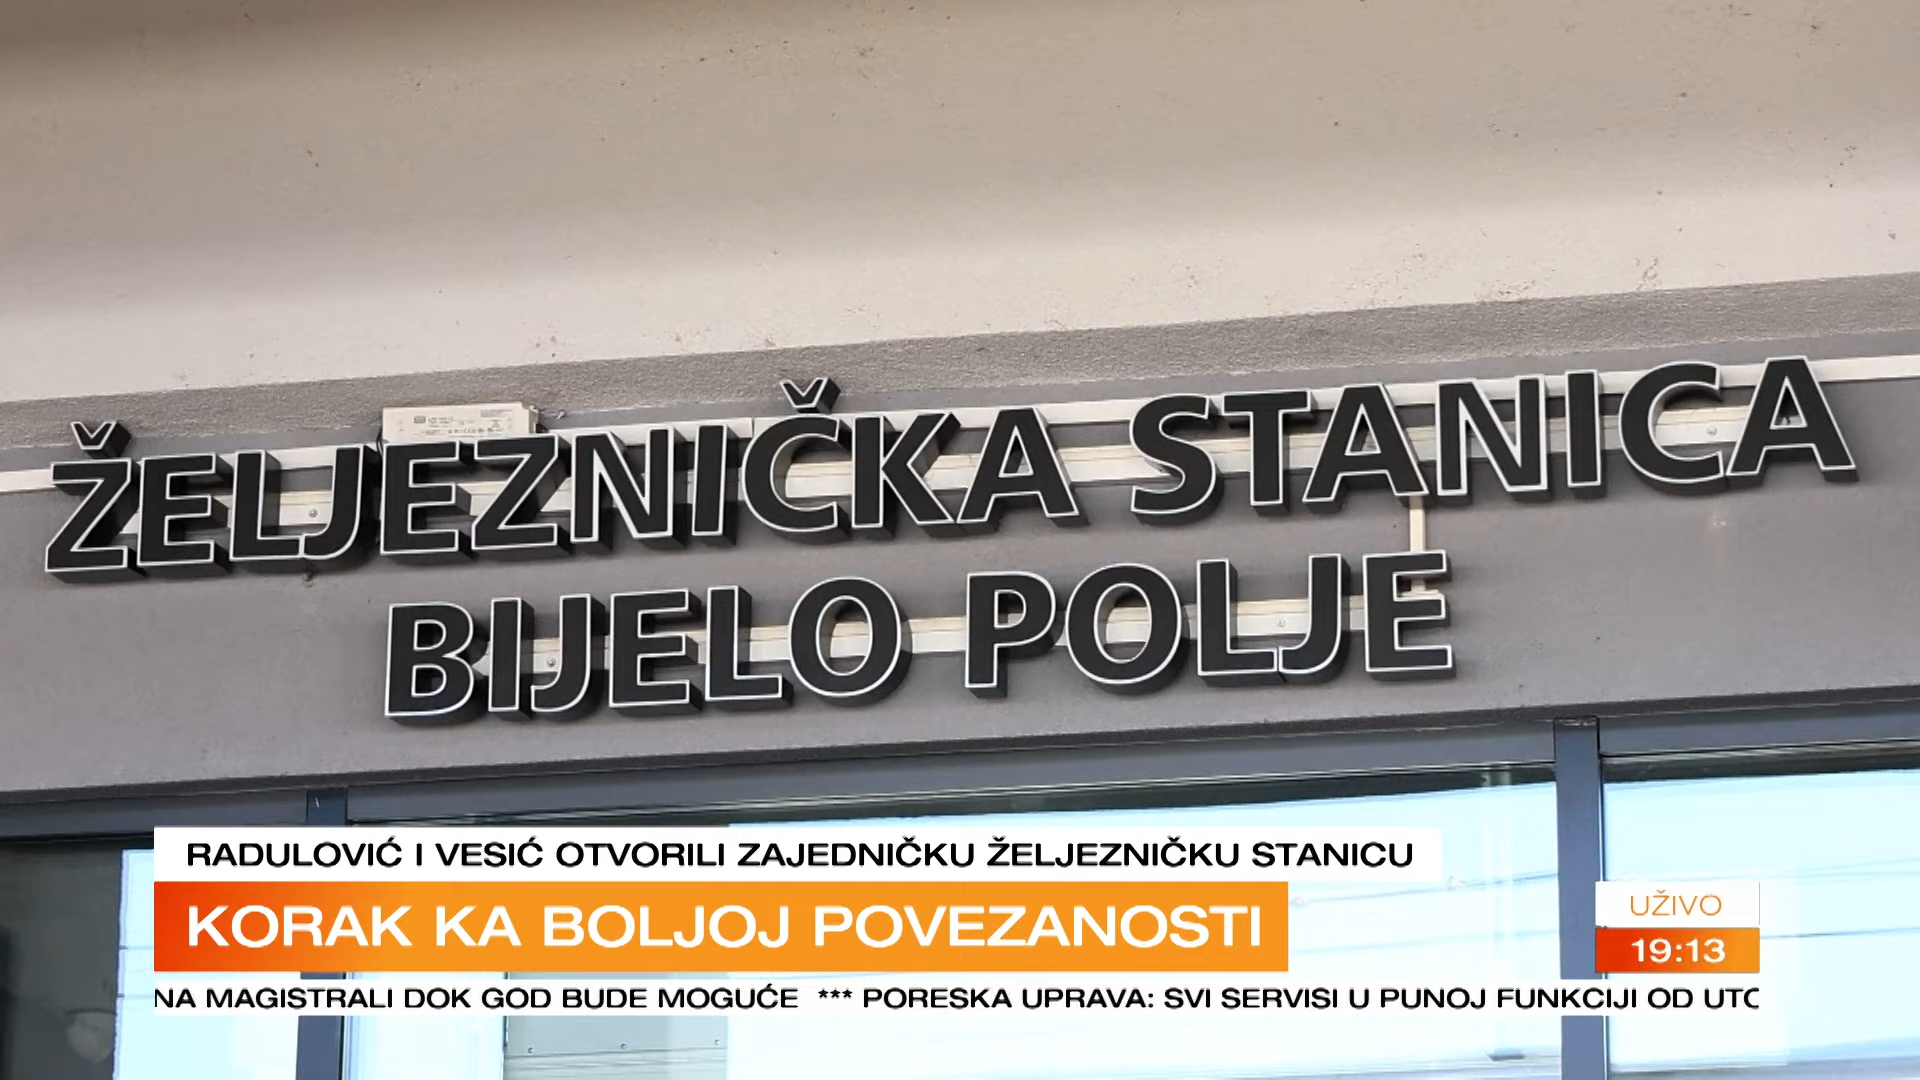 ŽELJEZNIČKA STANICA
BIJELO POLJE
RADULOVIĆ I VESIĆ OTVORILI ZAJEDNIČKU ŽELJEZNIČKU STANICU
KORAK KA BOLJOJ POVEZANOSTI
UŽIVO
19:13
NA MAGISTRALI DOK GOD BUDE MOGUĆE *** PORESKA UPRAVA: SVI SERVISI U PUNOJ FUNKCIJI OD